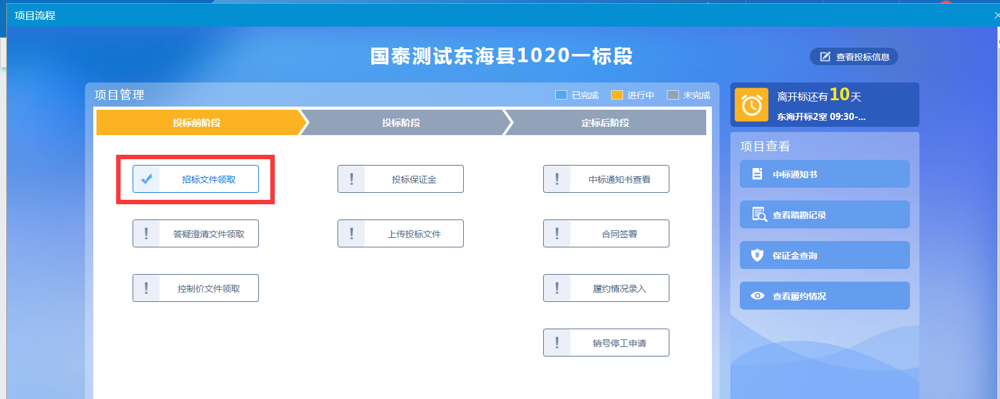 项目流程
国泰测试东海县1020一标段
查看投标信息
项目管理
已完成 进行中 未完成
投标前阶段 投标阶段 定标后阶段
招标文件领取 投标保证金 中标通知书查看
答疑澄清文件领取 上传投标文件 合同签署
控制价文件领取 履约情况录入
销号停工申请
离开标还有10天
东海开标2室 09:30-...
项目查看
中标通知书
查看踏勘记录
保证金查询
查看履约情况